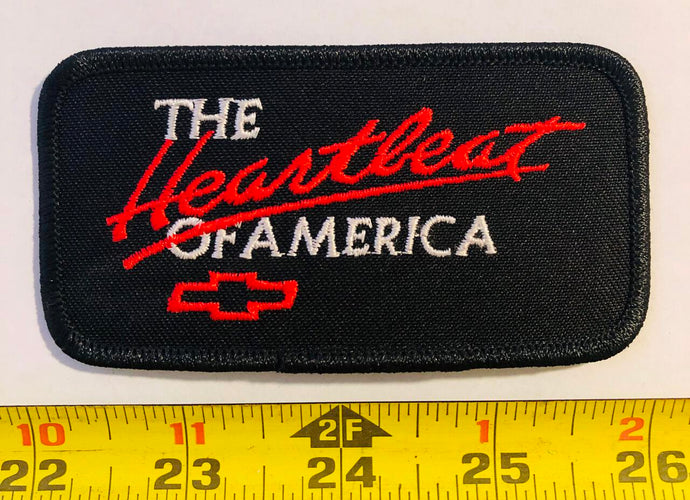 THE
Heartbeat
OF AMERICA
10 11 2F 1 2
22 23 24 25 26